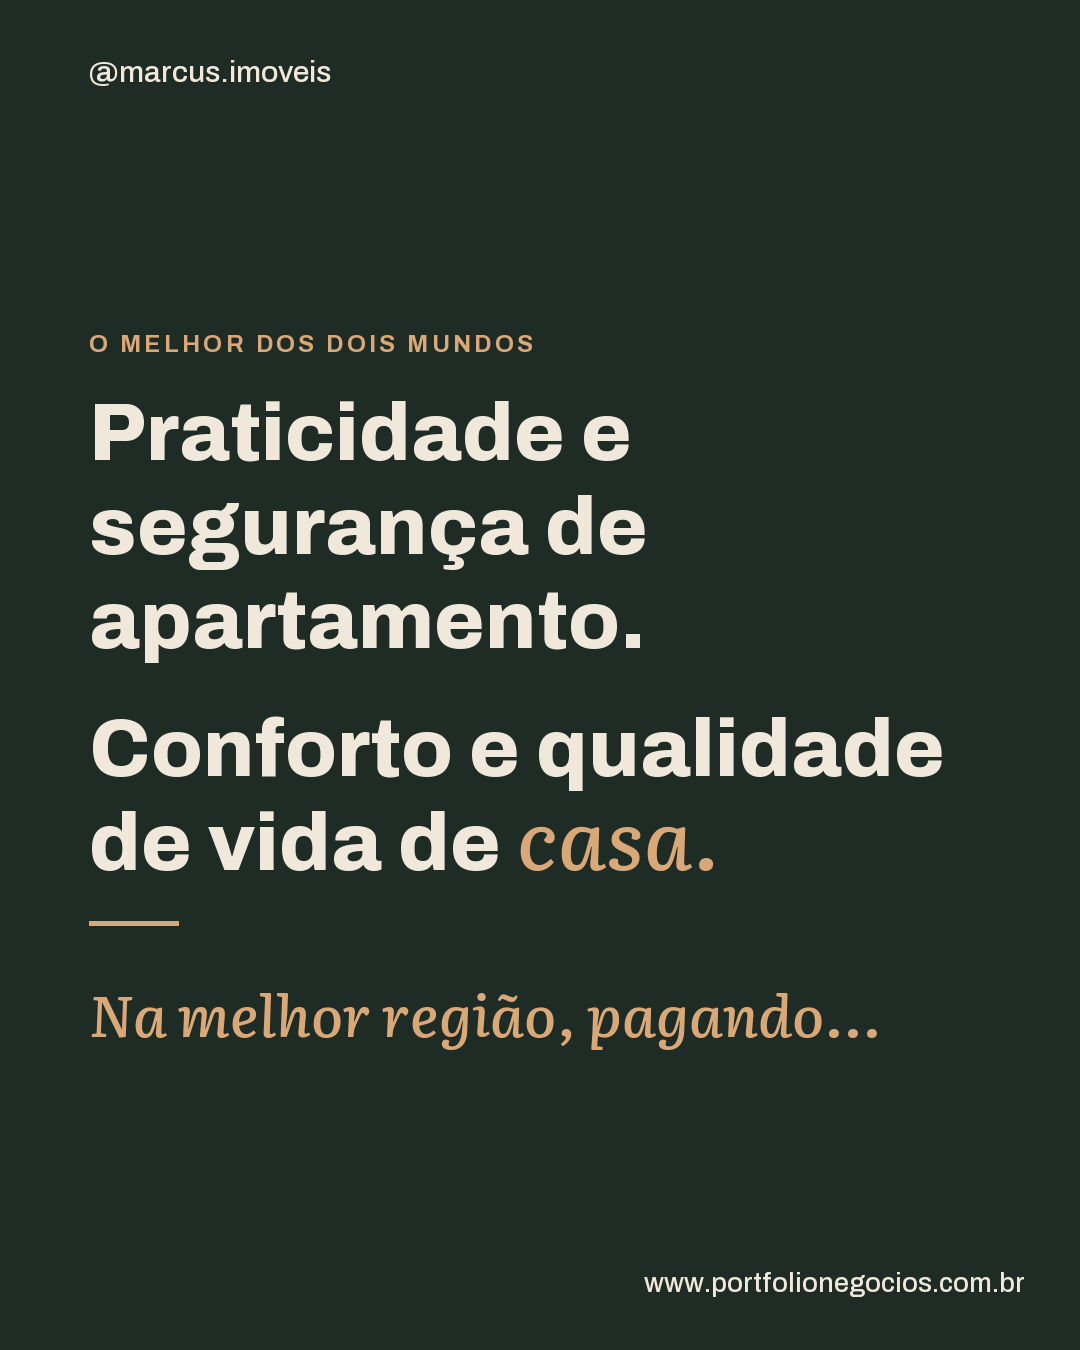 @marcus.imoveis
O MELHOR DOS DOIS MUNDOS
Praticidade e
segurança de
apartamento.
Conforto e qualidade
de vida de casa.
Na melhor região, pagando...
www.portfolionegocios.com.br